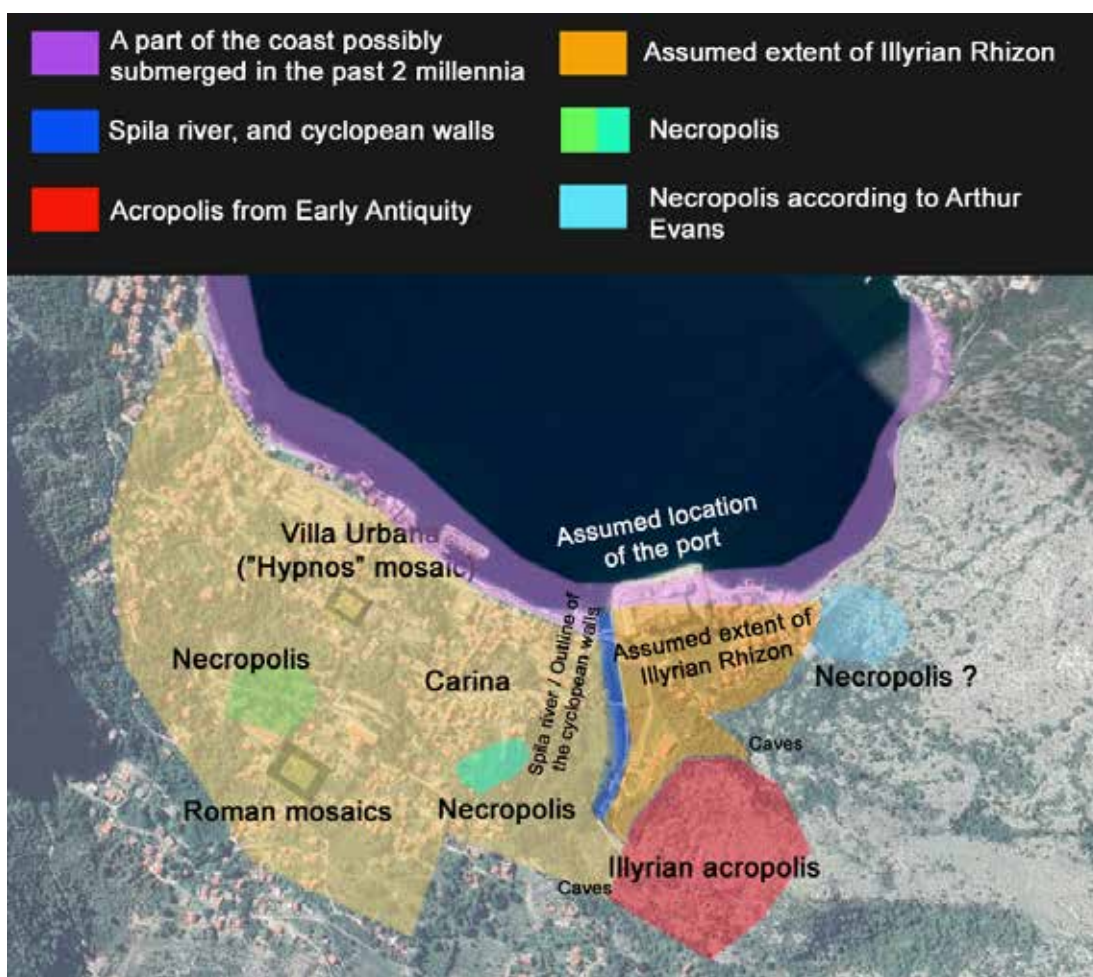 A part of the coast possibly
submerged in the past 2 millennia
Spila river, and cyclopean walls
Acropolis from Early Antiquity
Assumed extent of Illyrian Rhizon
Necropolis
Necropolis according to Arthur
Evans
Assumed location
of the port
Villa Urbana
("Hypnos" mosaic)
Spila river / Outline of
the cyclopean walls
Assumed extent of
Illyrian Rhizon
Necropolis
Carina
Necropolis ?
Caves
Roman mosaics
Necropolis
Illyrian acropolis
Caves